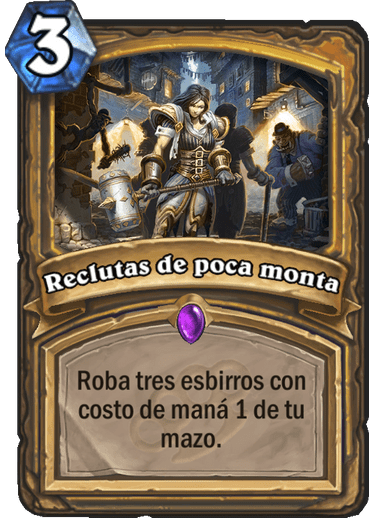 3
Reclutas de poca monta
Roba tres esbirros con
costo de maná 1 de tu
mazo.